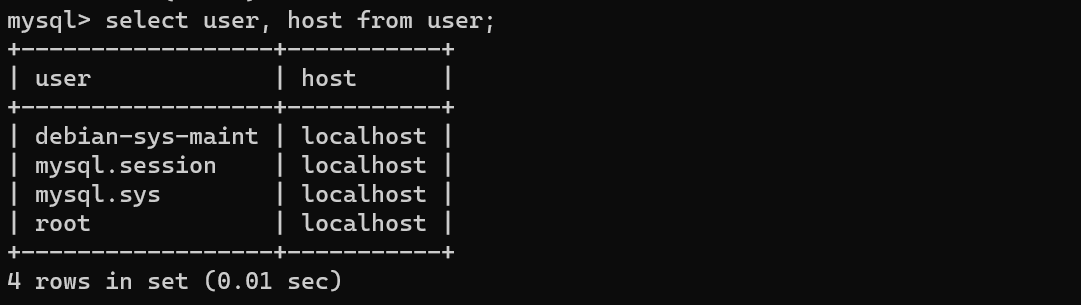 mysql> select user, host from user;
+------------------+-----------+
| user             | host      |
+------------------+-----------+
| debian-sys-maint | localhost |
| mysql.session    | localhost |
| mysql.sys        | localhost |
| root             | localhost |
+------------------+-----------+
4 rows in set (0.01 sec)